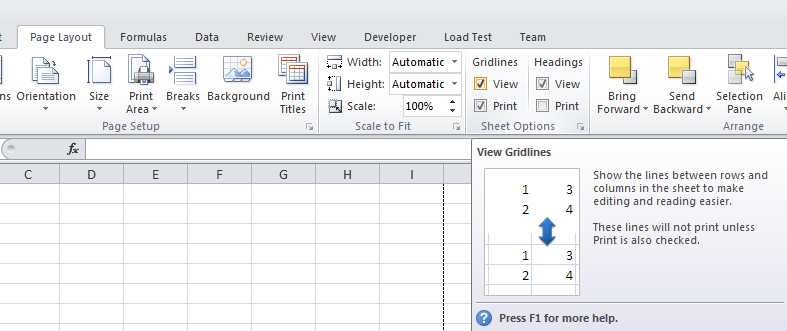 t Page Layout Formulas Data Review View Developer Load Test Team
Width: Automatic Gridlines Headings
Height: Automatic View View
Scale: 100% Print Print
ns Orientation Size Print Area Breaks Background Print Titles
Bring Forward Send Backward Selection Pane Ali
Page Setup Scale to Fit Sheet Options Arrange
fx
C D E F G H I
View Gridlines
1 3
2 4
1 3
2 4
Show the lines between rows and
columns in the sheet to make
editing and reading easier.
These lines will not print unless
Print is also checked.
? Press F1 for more help.